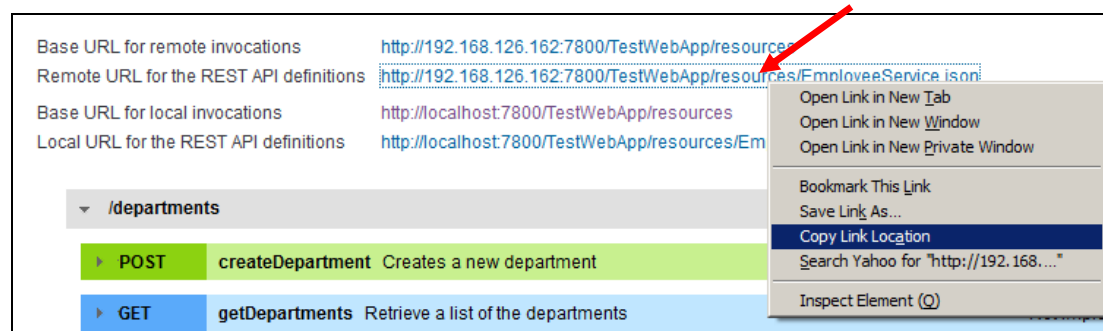 Base URL for remote invocations http://192.168.126.162:7800/TestWebApp/resources
Remote URL for the REST API definitions http://192.168.126.162:7800/TestWebApp/resources/EmployeeService.json
Base URL for local invocations http://localhost:7800/TestWebApp/resources
Local URL for the REST API definitions http://localhost:7800/TestWebApp/resources/Em
Open Link in New Tab
Open Link in New Window
Open Link in New Private Window
Bookmark This Link
Save Link As...
Copy Link Location
Search Yahoo for "http://192.168...."
Inspect Element (Q)
/departments
POST createDepartment Creates a new department
GET getDepartments Retrieve a list of the departments